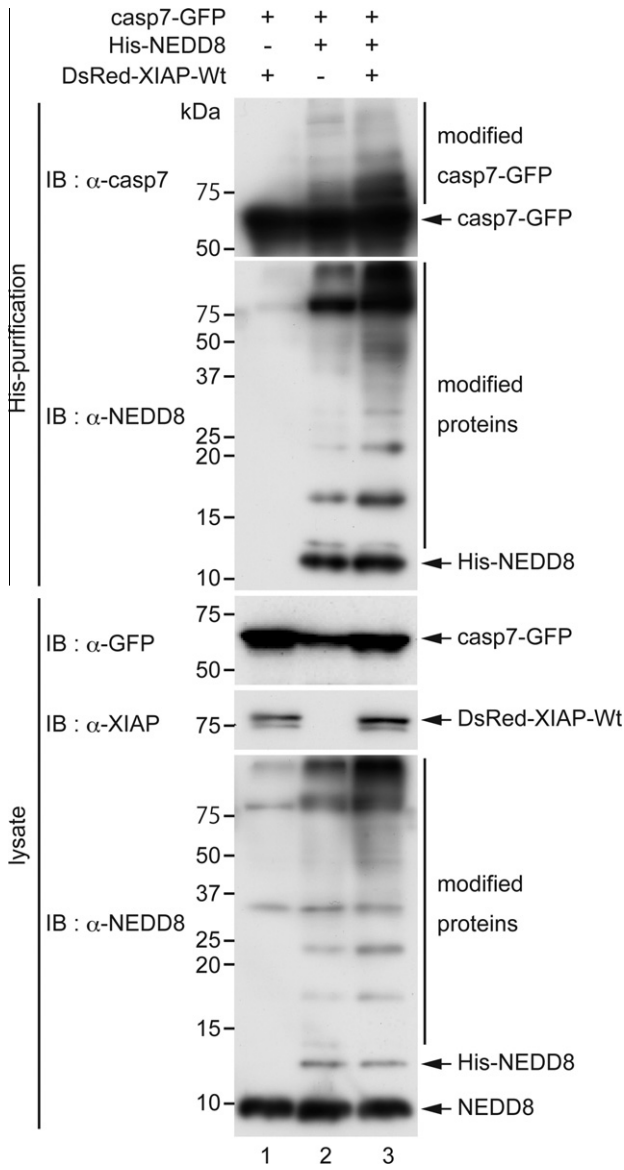 casp7-GFP + + +
His-NEDD8 - + +
DsRed-XIAP-Wt + - +
kDa
His-purification
IB : α-casp7
75
50
modified
casp7-GFP
casp7-GFP
IB : α-NEDD8
75
50
37
25
20
15
10
modified
proteins
His-NEDD8
lysate
IB : α-GFP
75
50
casp7-GFP
IB : α-XIAP
75
DsRed-XIAP-Wt
IB : α-NEDD8
75
50
37
25
20
15
10
modified
proteins
His-NEDD8
NEDD8
1 2 3